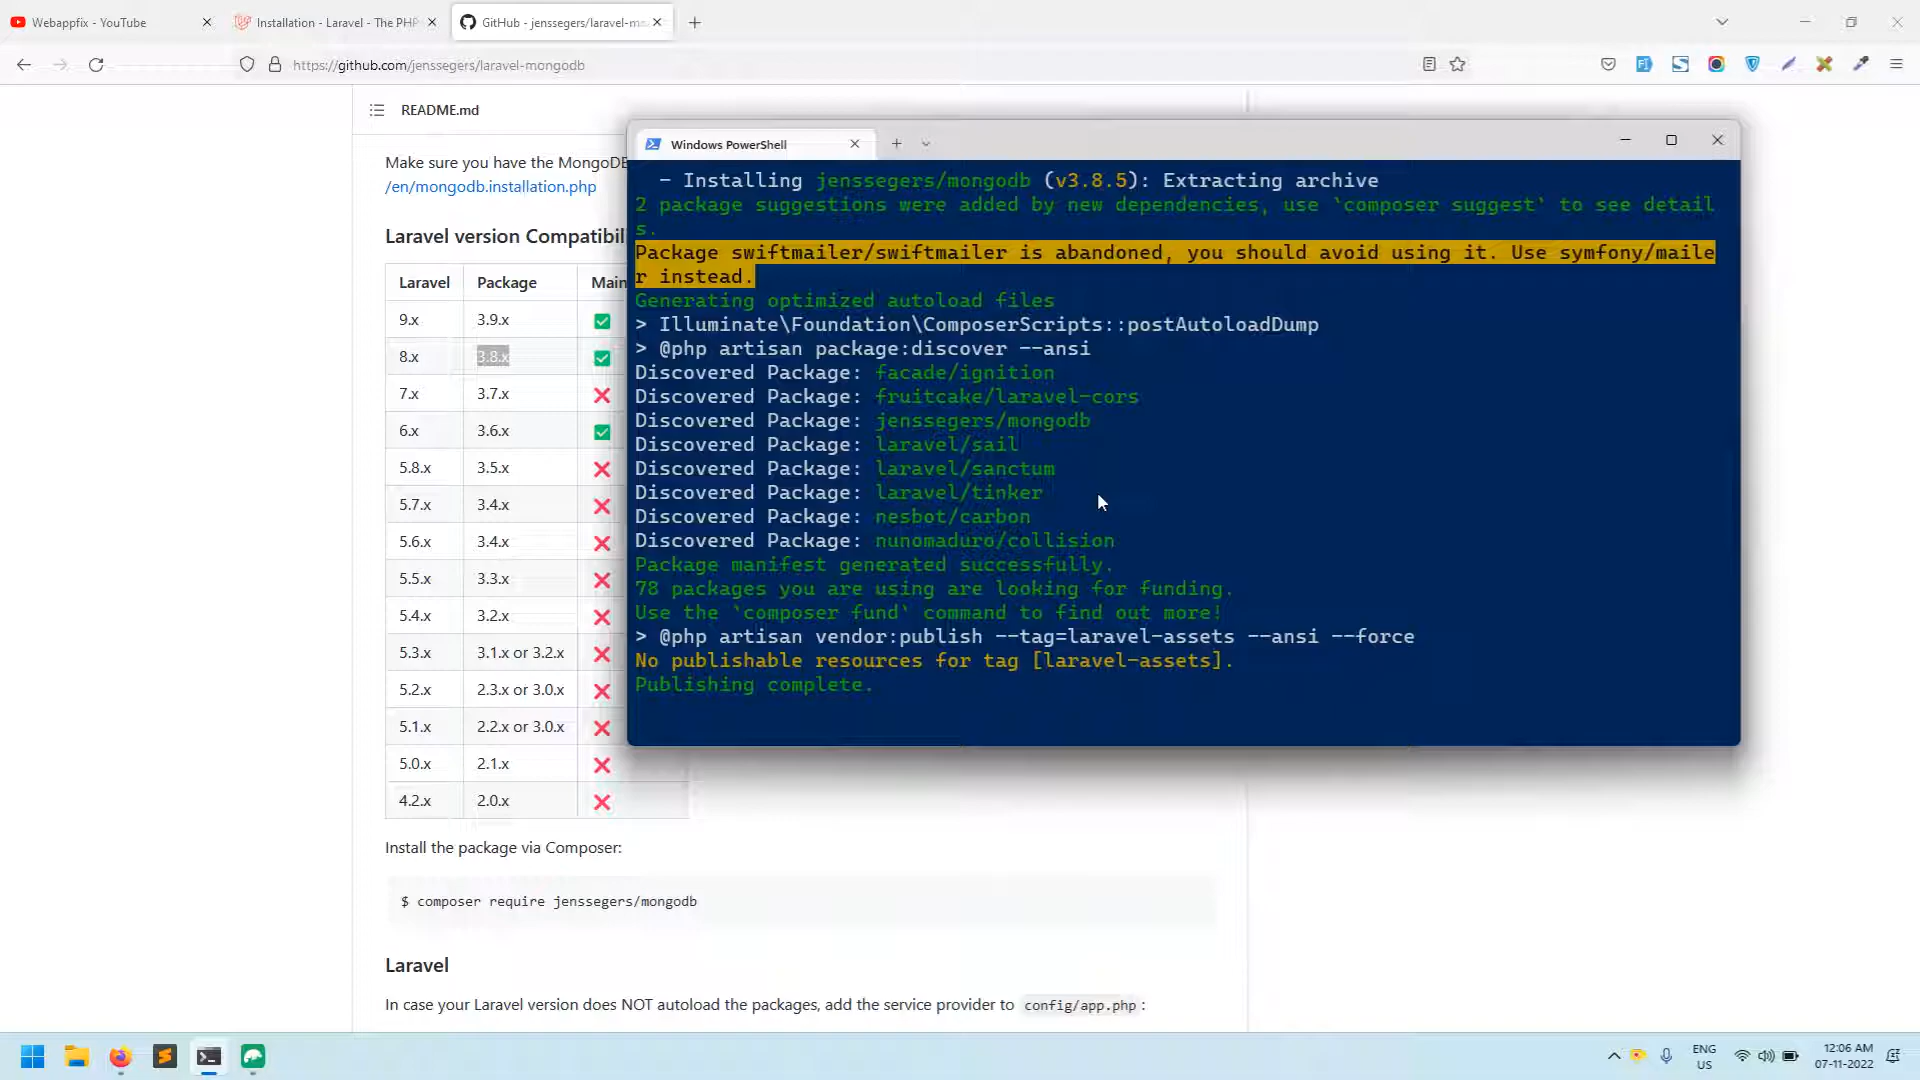 Webappfix - YouTube
Installation - Laravel - The PHP
GitHub - jenssegers/laravel-mo
https://github.com/jenssegers/laravel-mongodb
README.md
Make sure you have the MongoDB
/en/mongodb.installation.php
Laravel version Compatibil
Laravel Package Main
9.x 3.9.x
8.x 3.8.x
7.x 3.7.x
6.x 3.6.x
5.8.x 3.5.x
5.7.x 3.4.x
5.6.x 3.4.x
5.5.x 3.3.x
5.4.x 3.2.x
5.3.x 3.1.x or 3.2.x
5.2.x 2.3.x or 3.0.x
5.1.x 2.2.x or 3.0.x
5.0.x 2.1.x
4.2.x 2.0.x
Install the package via Composer:
$ composer require jenssegers/mongodb
Laravel
In case your Laravel version does NOT autoload the packages, add the service provider to config/app.php :
Windows PowerShell
- Installing jenssegers/mongodb (v3.8.5): Extracting archive
2 package suggestions were added by new dependencies, use `composer suggest` to see detail
s.
Package swiftmailer/swiftmailer is abandoned, you should avoid using it. Use symfony/maile
r instead.
Generating optimized autoload files
> Illuminate\Foundation\ComposerScripts::postAutoloadDump
> @php artisan package:discover --ansi
Discovered Package: facade/ignition
Discovered Package: fruitcake/laravel-cors
Discovered Package: jenssegers/mongodb
Discovered Package: laravel/sail
Discovered Package: laravel/sanctum
Discovered Package: laravel/tinker
Discovered Package: nesbot/carbon
Discovered Package: nunomaduro/collision
Package manifest generated successfully.
78 packages you are using are looking for funding.
Use the `composer fund` command to find out more!
> @php artisan vendor:publish --tag=laravel-assets --ansi --force
No publishable resources for tag [laravel-assets].
Publishing complete.
ENG
US
12:06 AM
07-11-2022